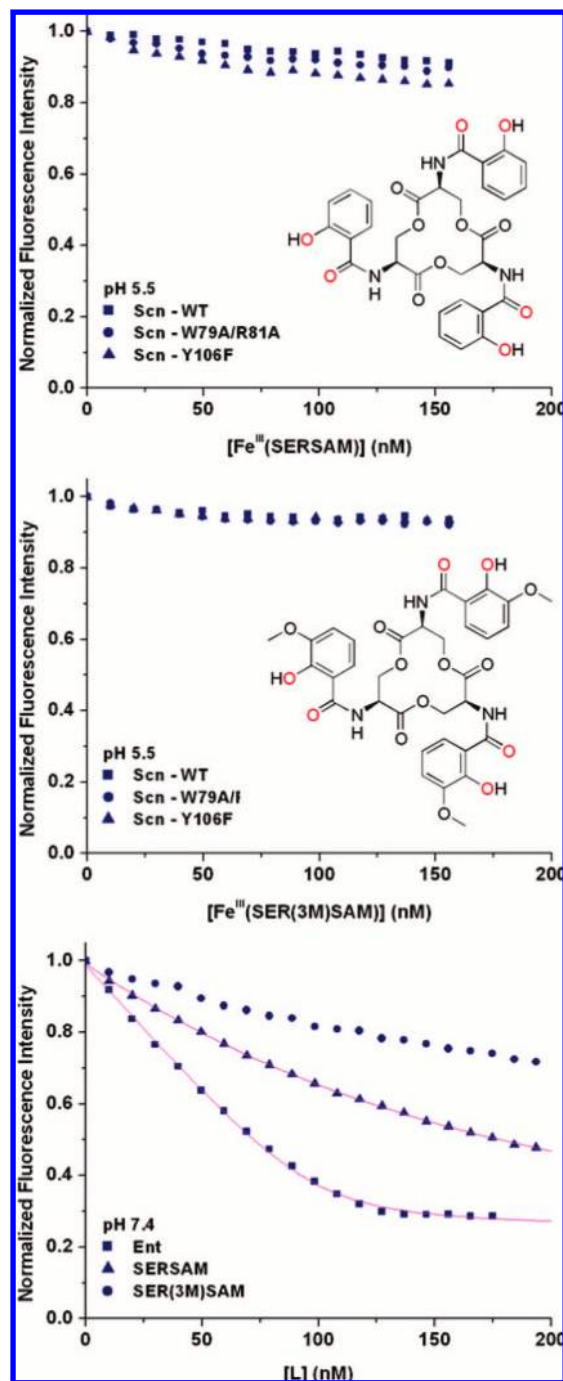 Normalized Fluorescence Intensity
1.0
0.8
0.6
0.4
0.2
0.0
pH 5.5
Scn - WT
Scn - W79A/R81A
Scn - Y106F
O
OH
HN
O
O
O
O
HO
O
O
O
N
H
O
NH
O
OH
0
50
100
150
200
[Fe^III(SERSAM)] (nM)
Normalized Fluorescence Intensity
1.0
0.8
0.6
0.4
0.2
0.0
pH 5.5
Scn - WT
Scn - W79A/
Scn - Y106F
O
OH
O
HN
O
O
O
O
O
HO
O
O
O
N
H
O
NH
O
OH
O
0
50
100
150
200
[Fe^III(SER(3M)SAM)] (nM)
Normalized Fluorescence Intensity
1.0
0.8
0.6
0.4
0.2
0.0
pH 7.4
Ent
SERSAM
SER(3M)SAM
0
50
100
150
200
[L] (nM)